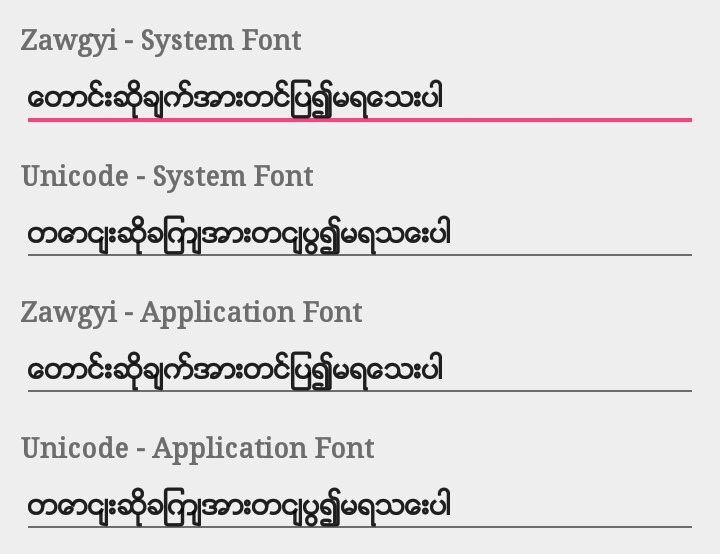 Zawgyi - System Font
တောင်းဆိုချက်အားတင်ပြ၍မရသေးပါ
Unicode - System Font
တောငျးဆိုခကြျအားတငျပွ၍မရသေးပါ
Zawgyi - Application Font
တောင်းဆိုချက်အားတင်ပြ၍မရသေးပါ
Unicode - Application Font
တောငျးဆိုခကြျအားတငျပွ၍မရသေးပါ